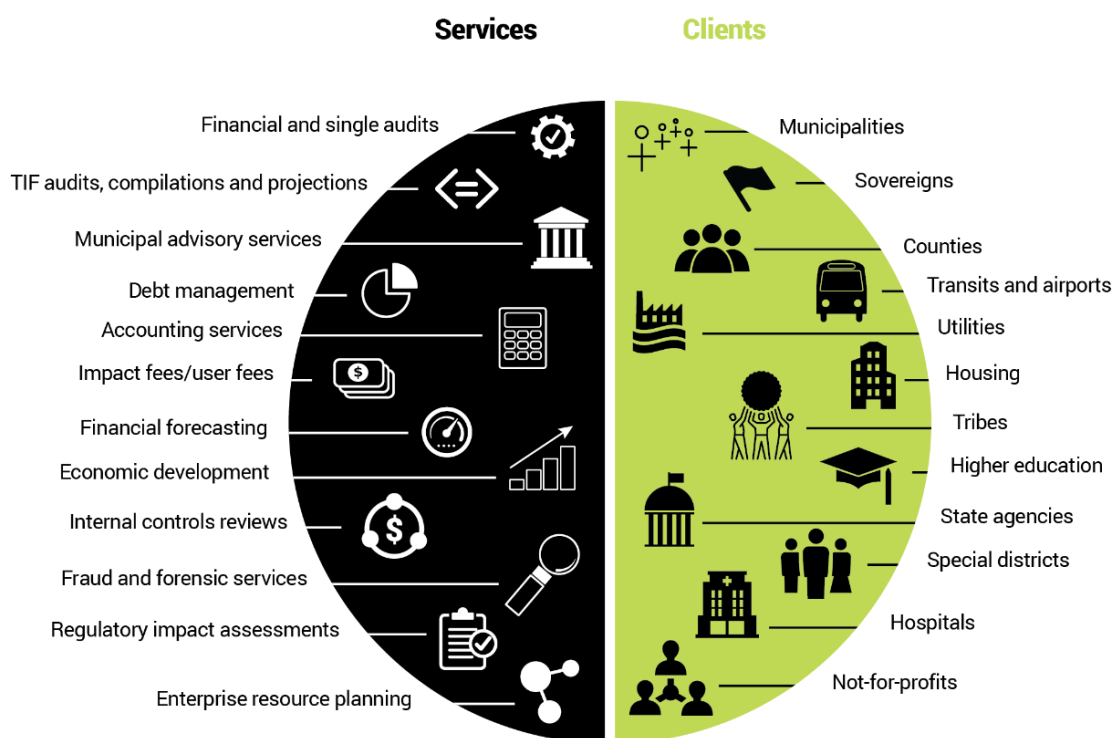 Services
Clients
Financial and single audits
TIF audits, compilations and projections
Municipal advisory services
Debt management
Accounting services
Impact fees/user fees
Financial forecasting
Economic development
Internal controls reviews
Fraud and forensic services
Regulatory impact assessments
Enterprise resource planning
Municipalities
Sovereigns
Counties
Transits and airports
Utilities
Housing
Tribes
Higher education
State agencies
Special districts
Hospitals
Not-for-profits